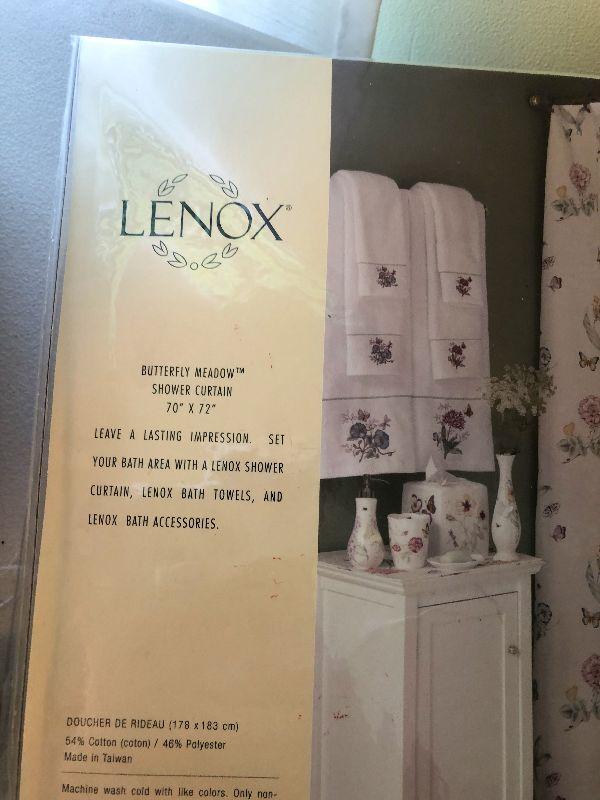 LENOX®
BUTTERFLY MEADOW™
SHOWER CURTAIN
70" X 72"
LEAVE A LASTING IMPRESSION. SET
YOUR BATH AREA WITH A LENOX SHOWER
CURTAIN, LENOX BATH TOWELS, AND
LENOX BATH ACCESSORIES.
DOUCHER DE RIDEAU (178 x 183 cm)
54% Cotton (coton) / 46% Polyester
Made in Taiwan
Machine wash cold with like colors. Only non-